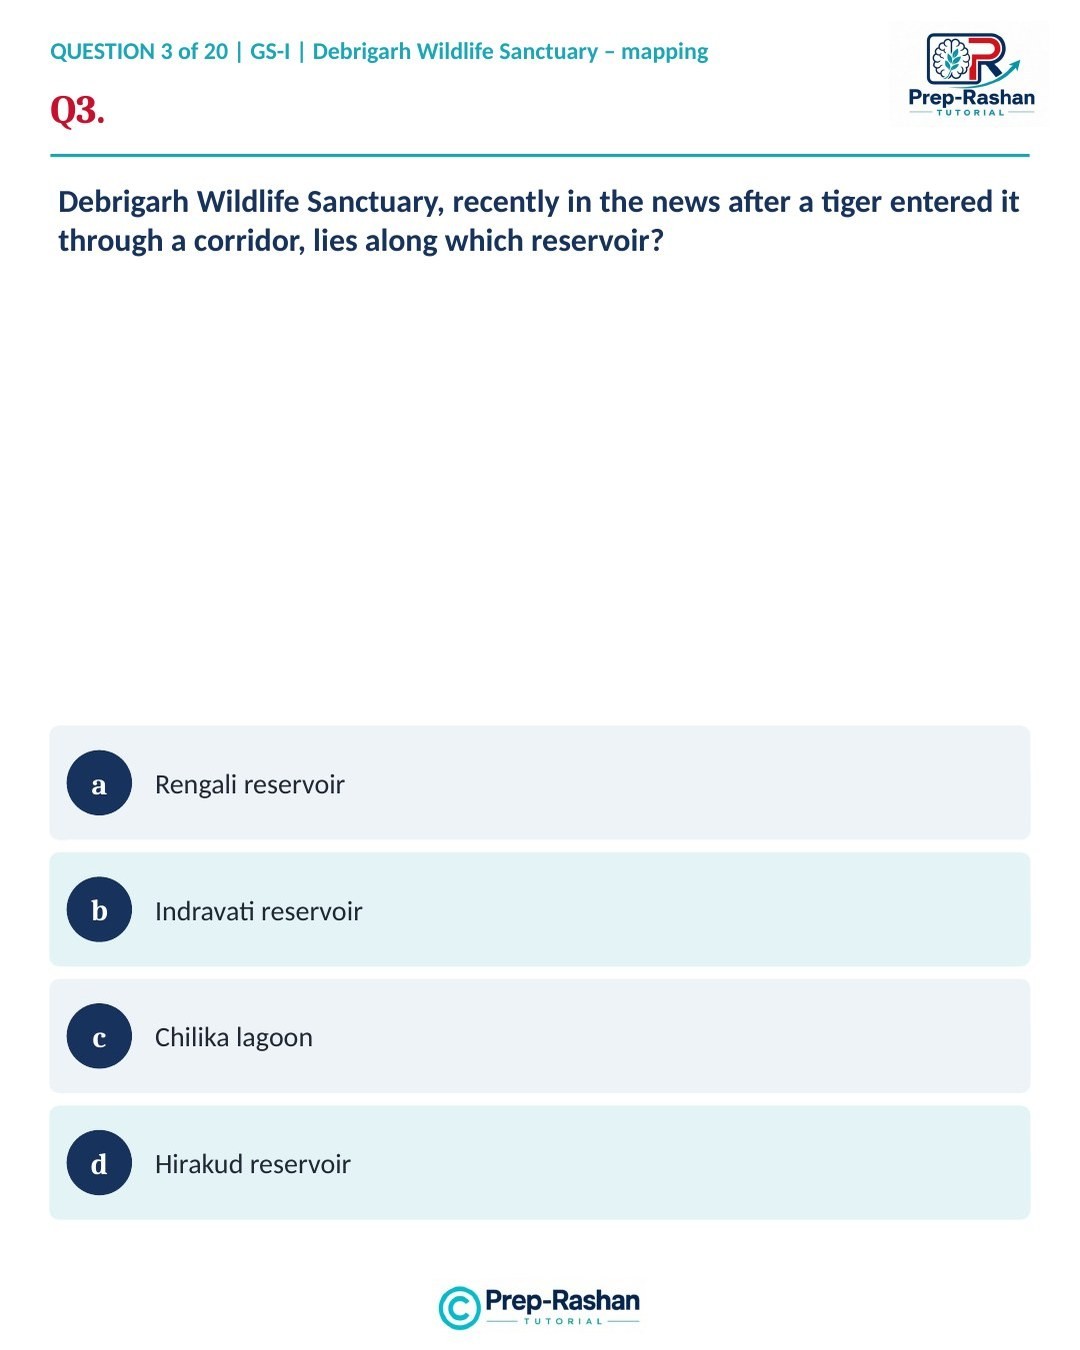 QUESTION 3 of 20 | GS-I | Debrigarh Wildlife Sanctuary – mapping
Prep-Rashan
TUTORIAL
Q3.
Debrigarh Wildlife Sanctuary, recently in the news after a tiger entered it
through a corridor, lies along which reservoir?
a Rengali reservoir
b Indravati reservoir
c Chilika lagoon
d Hirakud reservoir
© Prep-Rashan
TUTORIAL